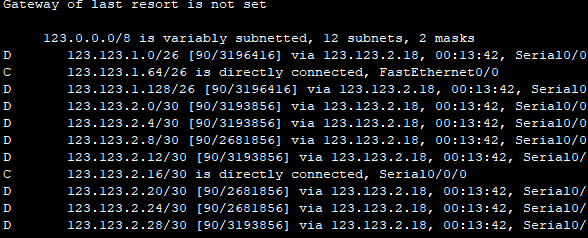 Gateway of last resort is not set
123.0.0.0/8 is variably subnetted, 12 subnets, 2 masks
D 123.123.1.0/26 [90/3196416] via 123.123.2.18, 00:13:42, Serial0/0
C 123.123.1.64/26 is directly connected, FastEthernet0/0
D 123.123.1.128/26 [90/3196416] via 123.123.2.18, 00:13:42, Serial0
D 123.123.2.0/30 [90/3193856] via 123.123.2.18, 00:13:42, Serial0/
D 123.123.2.4/30 [90/3193856] via 123.123.2.18, 00:13:42, Serial0/
D 123.123.2.8/30 [90/2681856] via 123.123.2.18, 00:13:42, Serial0/
D 123.123.2.12/30 [90/3193856] via 123.123.2.18, 00:13:42, Serial0/
C 123.123.2.16/30 is directly connected, Serial0/0/0
D 123.123.2.20/30 [90/2681856] via 123.123.2.18, 00:13:42, Serial0/
D 123.123.2.24/30 [90/2681856] via 123.123.2.18, 00:13:42, Serial0/
D 123.123.2.28/30 [90/3193856] via 123.123.2.18, 00:13:42, Serial0/